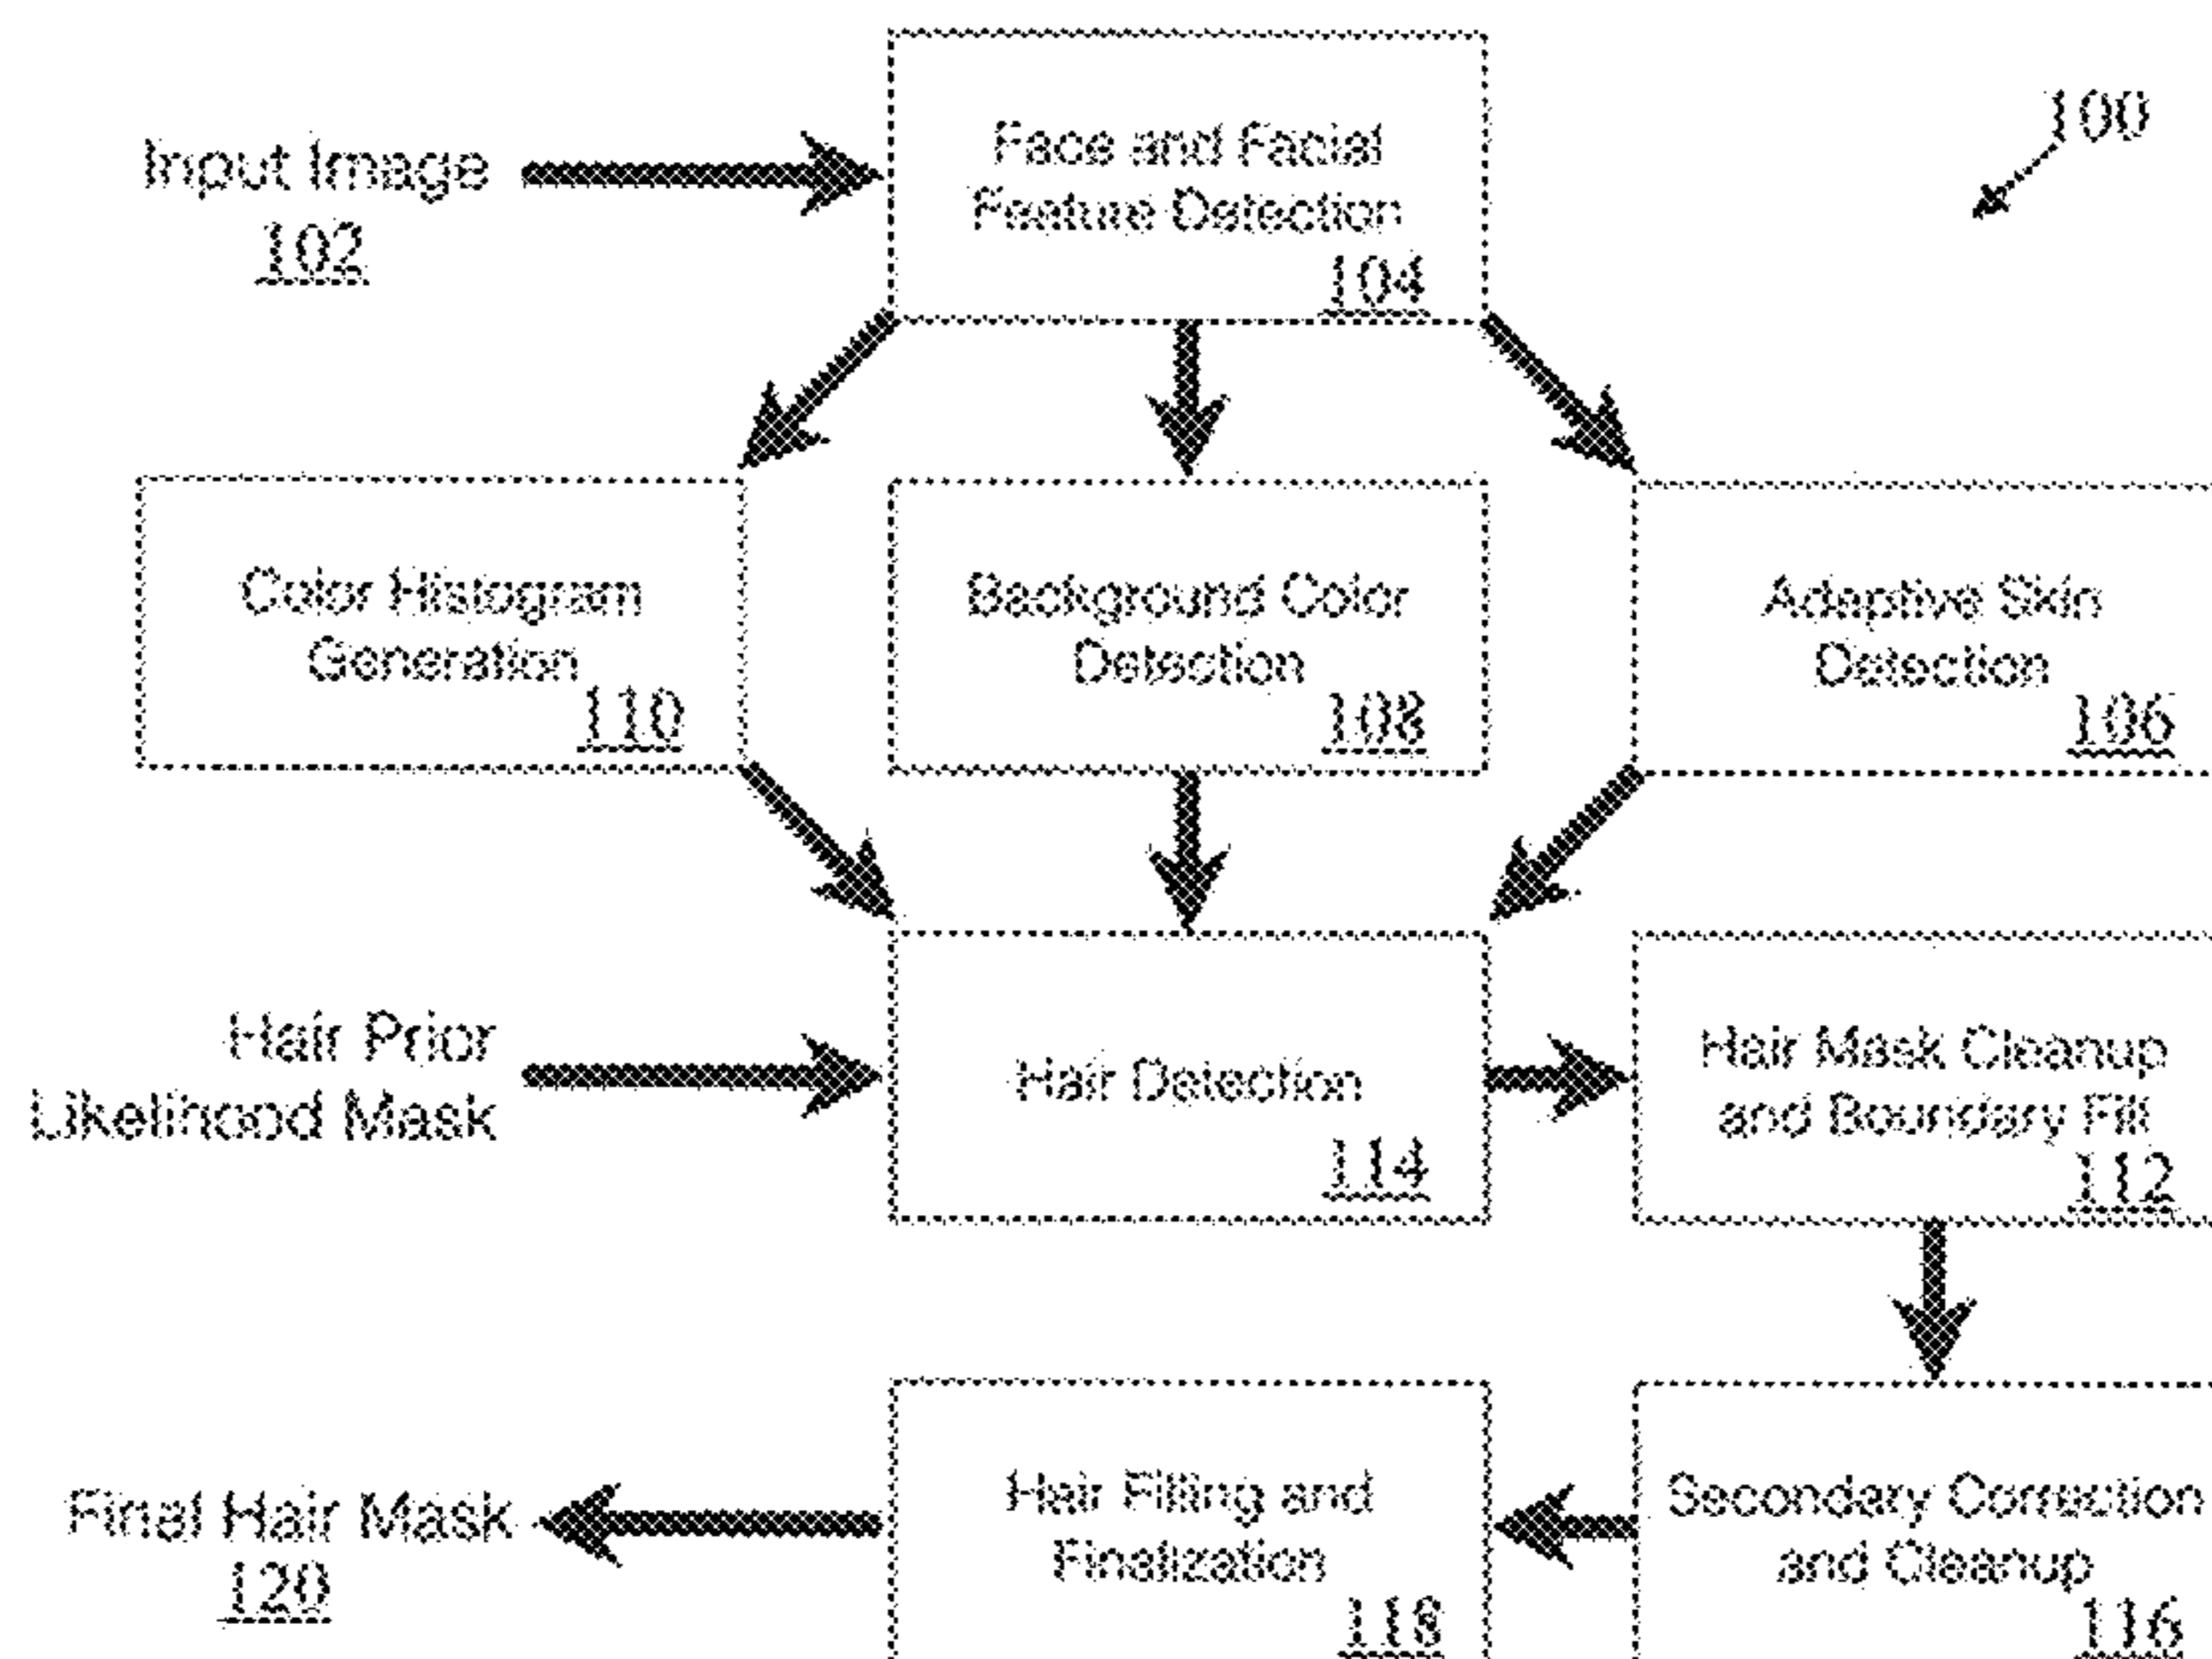 100
Input Image
102
Face and Facial
Feature Detection
104
Color Histogram
Generation
110
Background Color
Detection
108
Adaptive Skin
Detection
106
Hair Prior
Likelihood Mask
Hair Detection
114
Hair Mask Cleanup
and Boundary Fill
112
Final Hair Mask
120
Hair Filling and
Finalization
118
Secondary Correction
and Cleanup
116